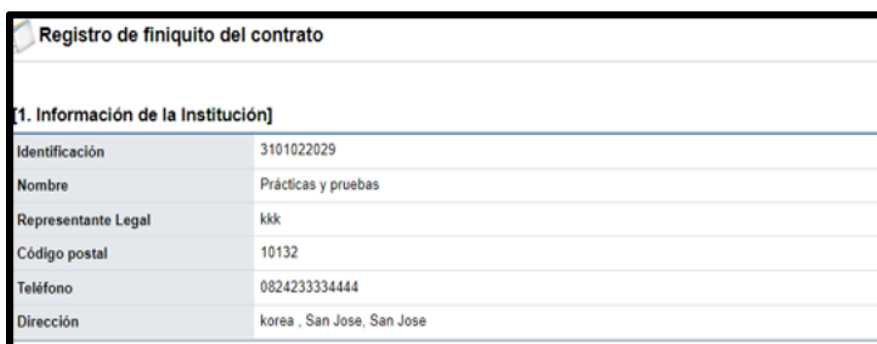 Registro de finiquito del contrato
[1. Información de la Institución]
Identificación 3101022029
Nombre Prácticas y pruebas
Representante Legal kkk
Código postal 10132
Teléfono 0824233334444
Dirección korea , San Jose, San Jose